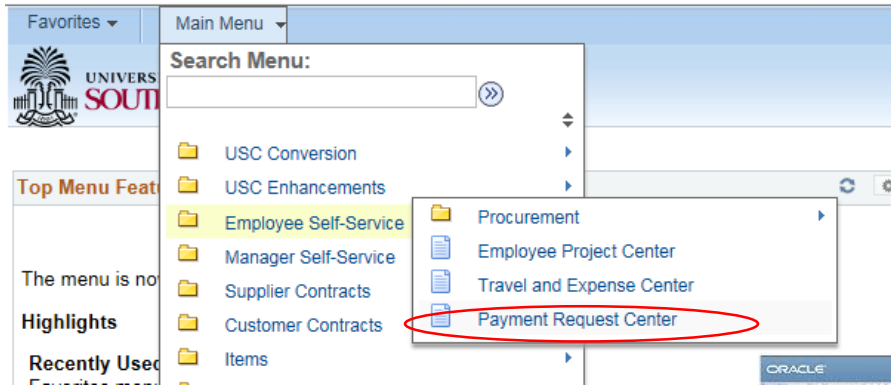 Favorites Main Menu
Search Menu:
UNIVERS
SOUT
USC Conversion
USC Enhancements
Top Menu Feat
Employee Self-Service
Procurement
Manager Self-Service
Employee Project Center
The menu is no
Supplier Contracts
Travel and Expense Center
Highlights
Customer Contracts
Payment Request Center
Recently Used
Items
ORACLE